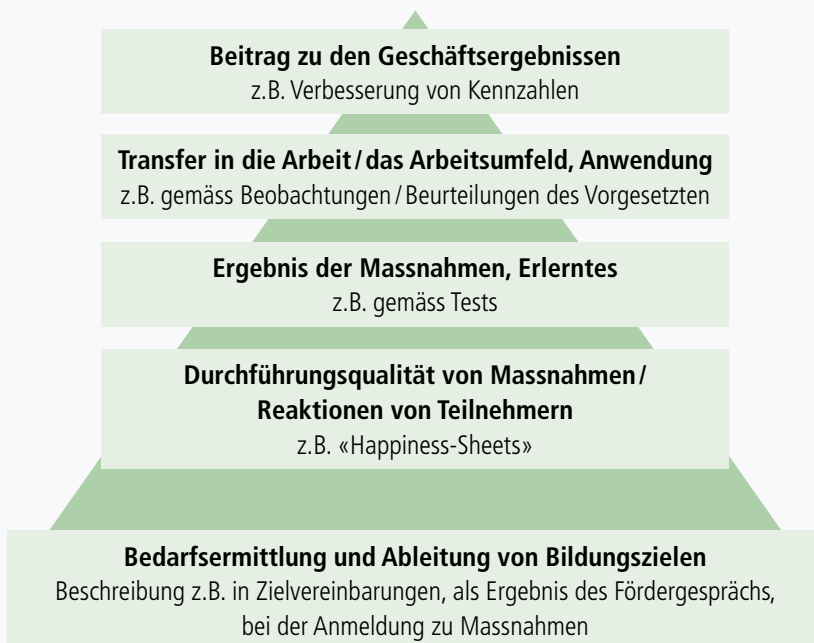 Beitrag zu den Geschäftsergebnissen
z.B. Verbesserung von Kennzahlen
Transfer in die Arbeit / das Arbeitsumfeld, Anwendung
z.B. gemäss Beobachtungen / Beurteilungen des Vorgesetzten
Ergebnis der Massnahmen, Erlerntes
z.B. gemäss Tests
Durchführungsqualität von Massnahmen /
Reaktionen von Teilnehmern
z.B. «Happiness-Sheets»
Bedarfsermittlung und Ableitung von Bildungszielen
Beschreibung z.B. in Zielvereinbarungen, als Ergebnis des Fördergesprächs,
bei der Anmeldung zu Massnahmen